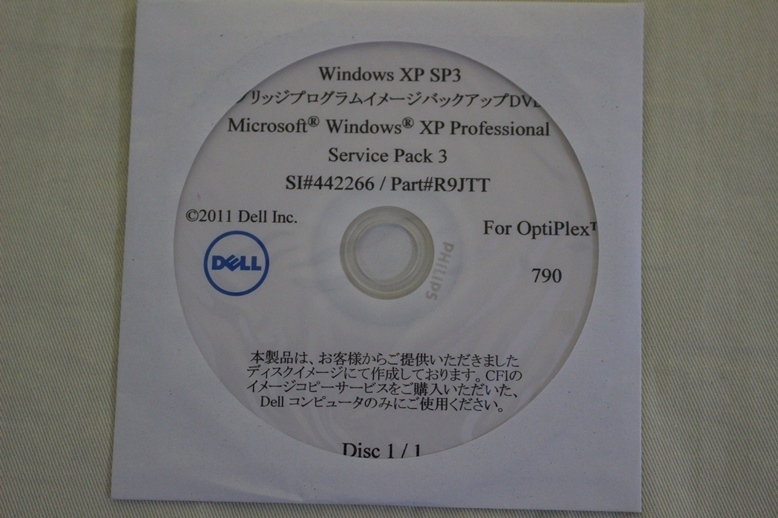 Windows XP SP3
ブリッジプログラムイメージバックアップDVD
Microsoft® Windows® XP Professional
Service Pack 3
SI#442266 / Part#R9JTT
©2011 Dell Inc.
For OptiPlex™
DELL
790
PHILIPS
本製品は、お客様からご提供いただきました
ディスクイメージにて作成しております。CFIの
イメージコピーサービスをご購入いただいた、
Dell コンピュータのみにご使用ください。
Disc 1 / 1